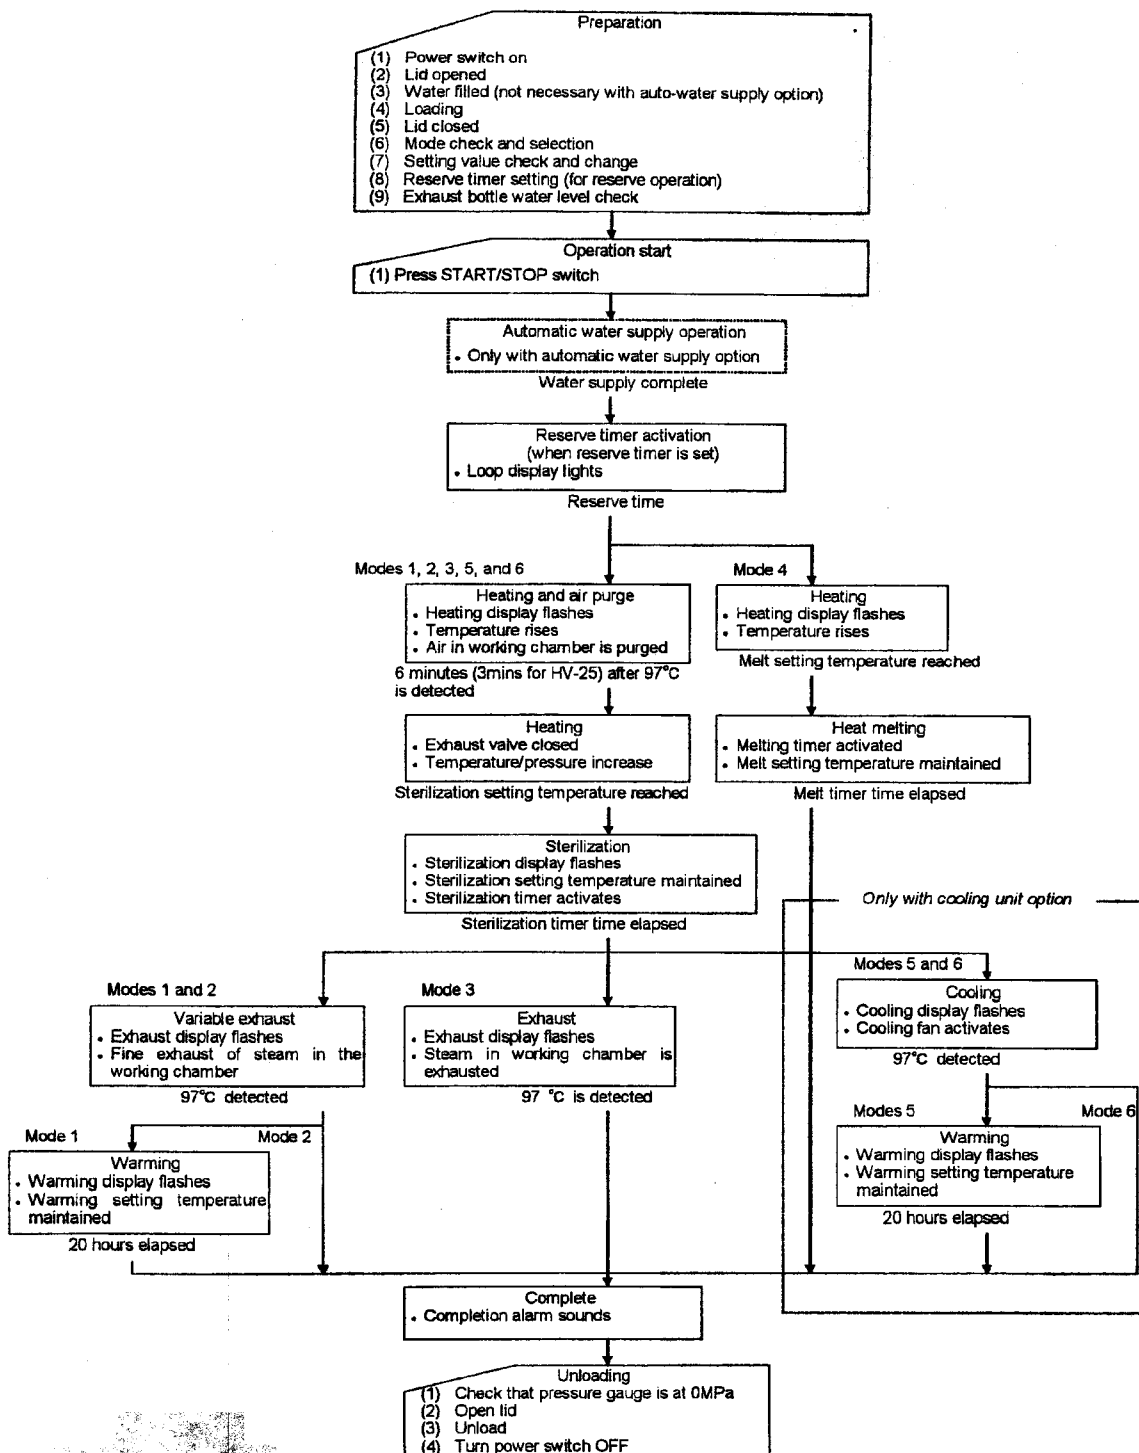 Preparation
(1) Power switch on
(2) Lid opened
(3) Water filled (not necessary with auto-water supply option)
(4) Loading
(5) Lid closed
(6) Mode check and selection
(7) Setting value check and change
(8) Reserve timer setting (for reserve operation)
(9) Exhaust bottle water level check
Operation start
(1) Press START/STOP switch
Automatic water supply operation
• Only with automatic water supply option
Water supply complete
Reserve timer activation
(when reserve timer is set)
• Loop display lights
Reserve time
Modes 1, 2, 3, 5, and 6
Heating and air purge
• Heating display flashes
• Temperature rises
• Air in working chamber is purged
6 minutes (3mins for HV-25) after 97°C
is detected
Heating
• Exhaust valve closed
• Temperature/pressure increase
Sterilization setting temperature reached
Mode 4
Heating
• Heating display flashes
• Temperature rises
Melt setting temperature reached
Heat melting
• Melting timer activated
• Melt setting temperature maintained
Melt timer time elapsed
Sterilization
• Sterilization display flashes
• Sterilization setting temperature maintained
• Sterilization timer activates
Sterilization timer time elapsed
Only with cooling unit option
Modes 1 and 2
Variable exhaust
• Exhaust display flashes
• Fine exhaust of steam in the
working chamber
97°C detected
Mode 3
Exhaust
• Exhaust display flashes
• Steam in working chamber is
exhausted
97 °C is detected
Modes 5 and 6
Cooling
• Cooling display flashes
• Cooling fan activates
97°C detected
Mode 1
Mode 2
Warming
• Warming display flashes
• Warming setting temperature
maintained
20 hours elapsed
Modes 5
Mode 6
Warming
• Warming display flashes
• Warming setting temperature
maintained
20 hours elapsed
Complete
• Completion alarm sounds
Unloading
(1) Check that pressure gauge is at 0MPa
(2) Open lid
(3) Unload
(4) Turn power switch OFF